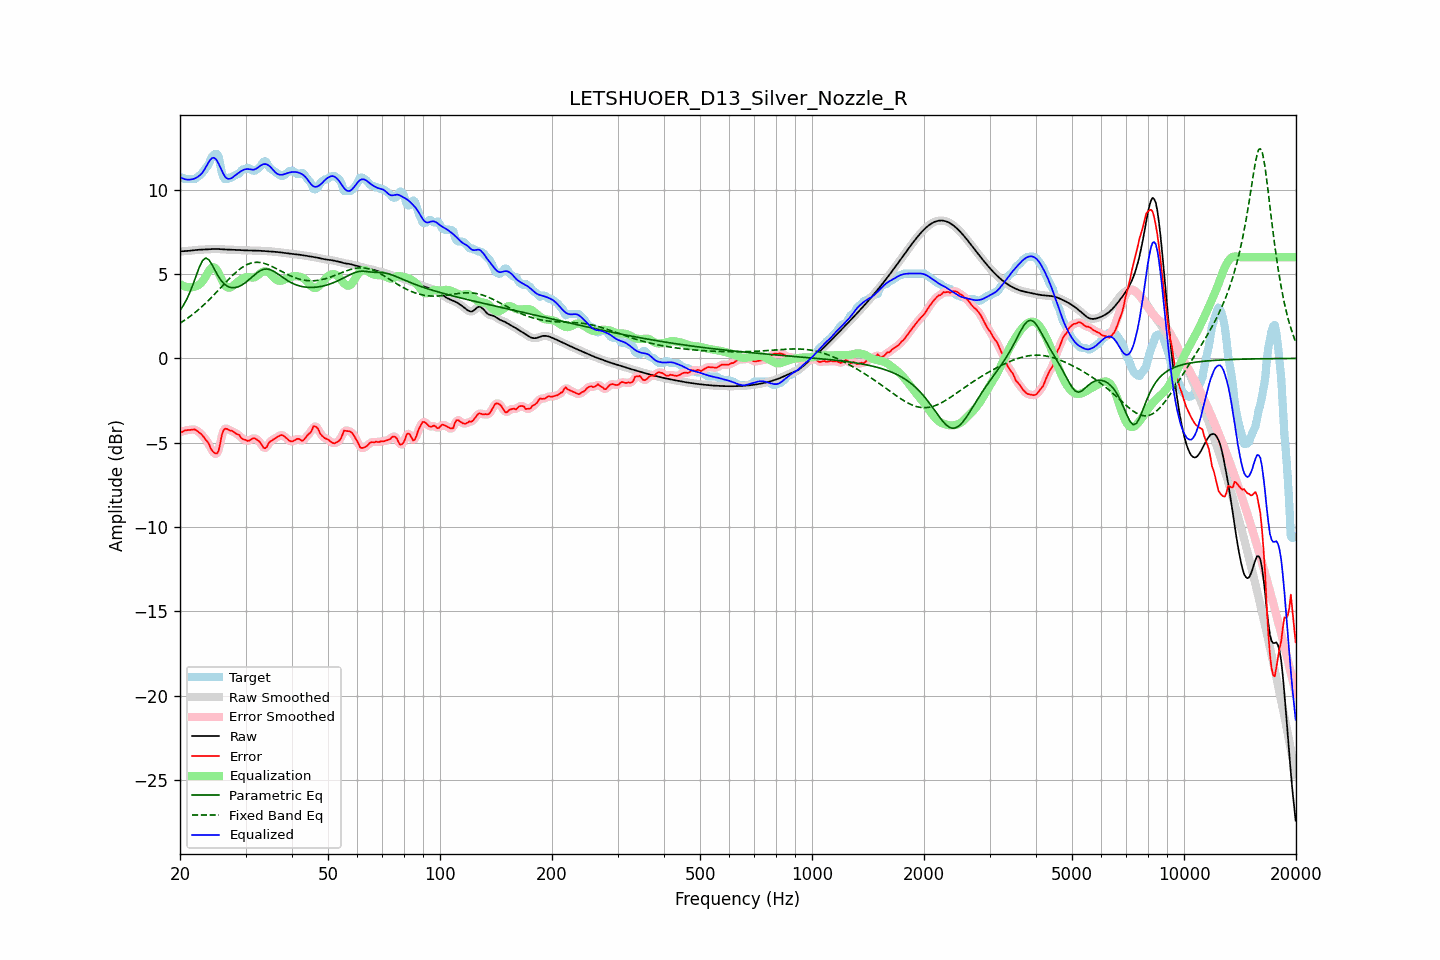 LETSHUOER_D13_Silver_Nozzle_R
Amplitude (dBr)
10
5
0
−5
−10
−15
−20
−25
Target
Raw Smoothed
Error Smoothed
Raw
Error
Equalization
Parametric Eq
Fixed Band Eq
Equalized
20 50 100 200 500 1000 2000 5000 10000 20000
Frequency (Hz)